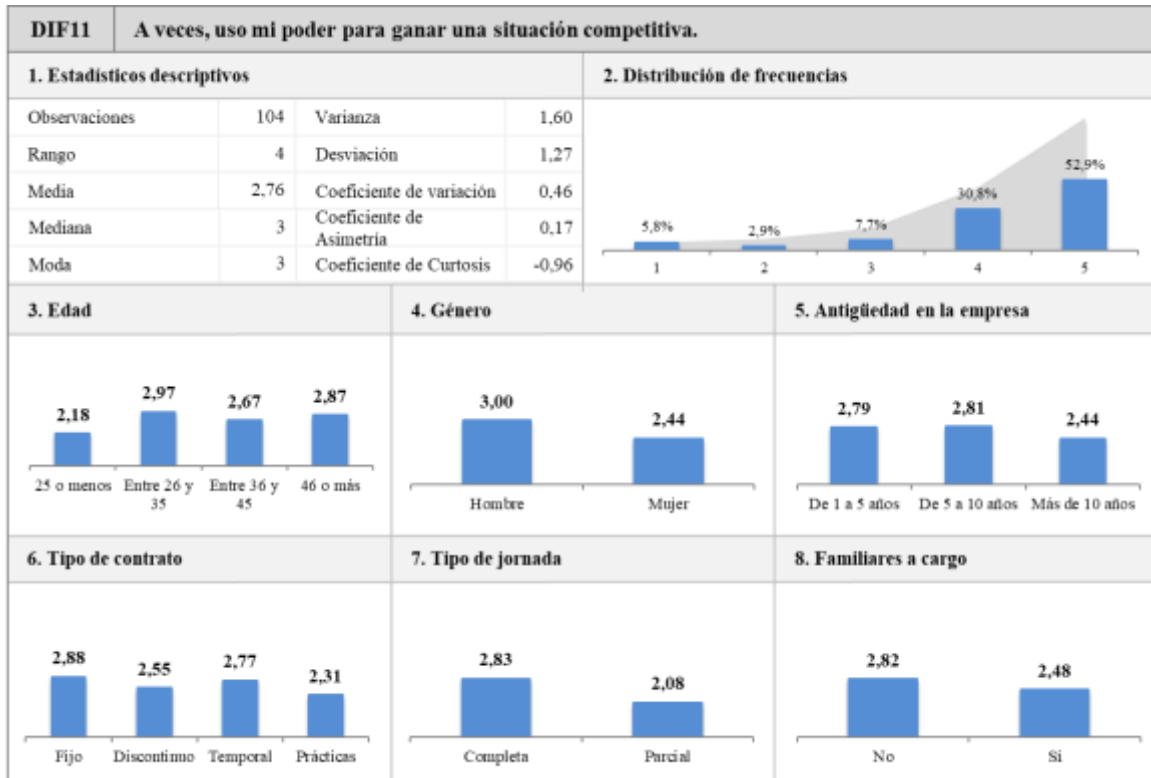 DIF11 A veces, uso mi poder para ganar una situación competitiva.
1. Estadísticos descriptivos
2. Distribución de frecuencias
Observaciones 104 Varianza 1,60
Rango 4 Desviación 1,27
Media 2,76 Coeficiente de variación 0,46
Mediana 3 Coeficiente de Asimetría 0,17
Moda 3 Coeficiente de Curtosis -0,96
5,8% 2,9% 7,7% 30,8% 52,9%
1 2 3 4 5
3. Edad
2,18 2,97 2,67 2,87
25 o menos Entre 26 y 35 Entre 36 y 45 46 o más
4. Género
3,00 2,44
Hombre Mujer
5. Antigüedad en la empresa
2,79 2,81 2,44
De 1 a 5 años De 5 a 10 años Más de 10 años
6. Tipo de contrato
2,88 2,55 2,77 2,31
Fijo Discontinuo Temporal Prácticas
7. Tipo de jornada
2,83 2,08
Completa Parcial
8. Familiares a cargo
2,82 2,48
No Sí